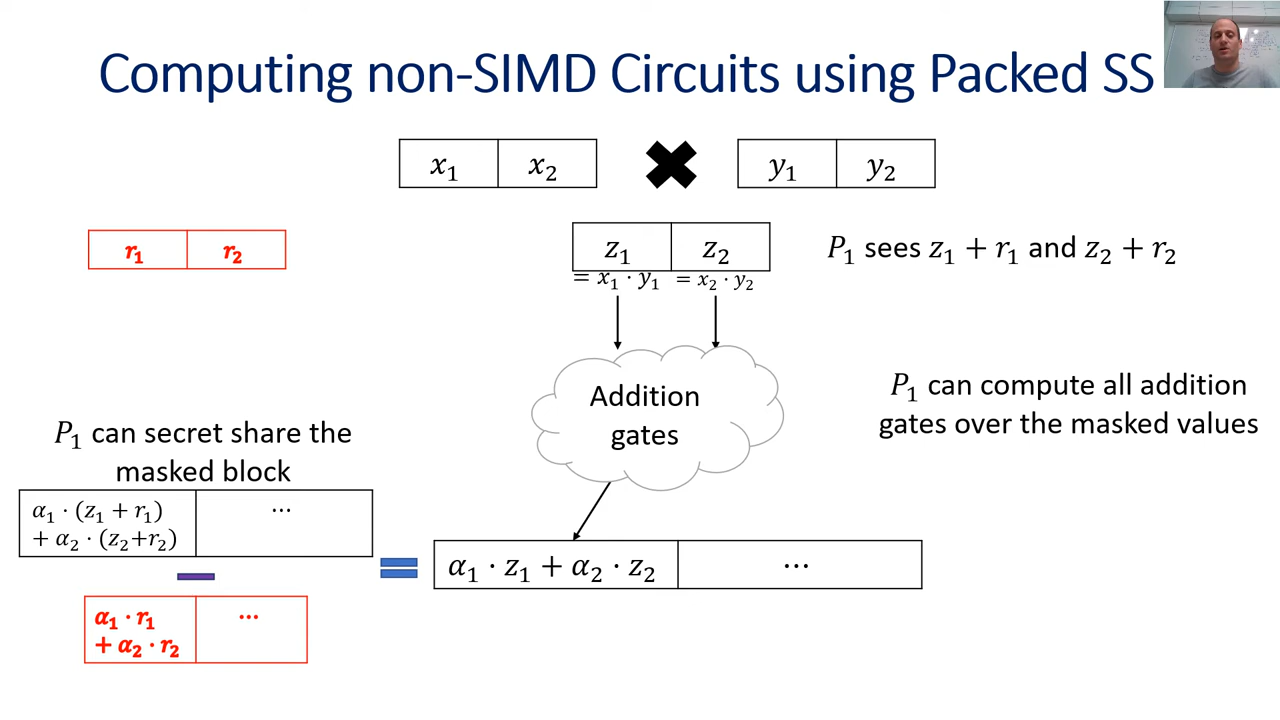 Computing non-SIMD Circuits using Packed SS
x₁ x₂ ✖ y₁ y₂
r₁ r₂
z₁ z₂
= x₁ · y₁ = x₂ · y₂
P₁ sees z₁ + r₁ and z₂ + r₂
Addition
gates
P₁ can compute all addition
gates over the masked values
P₁ can secret share the
masked block
α₁ · (z₁ + r₁) ⋯
+ α₂ · (z₂+r₂)
− = α₁ · z₁ + α₂ · z₂ ⋯
α₁ · r₁ ⋯
+ α₂ · r₂